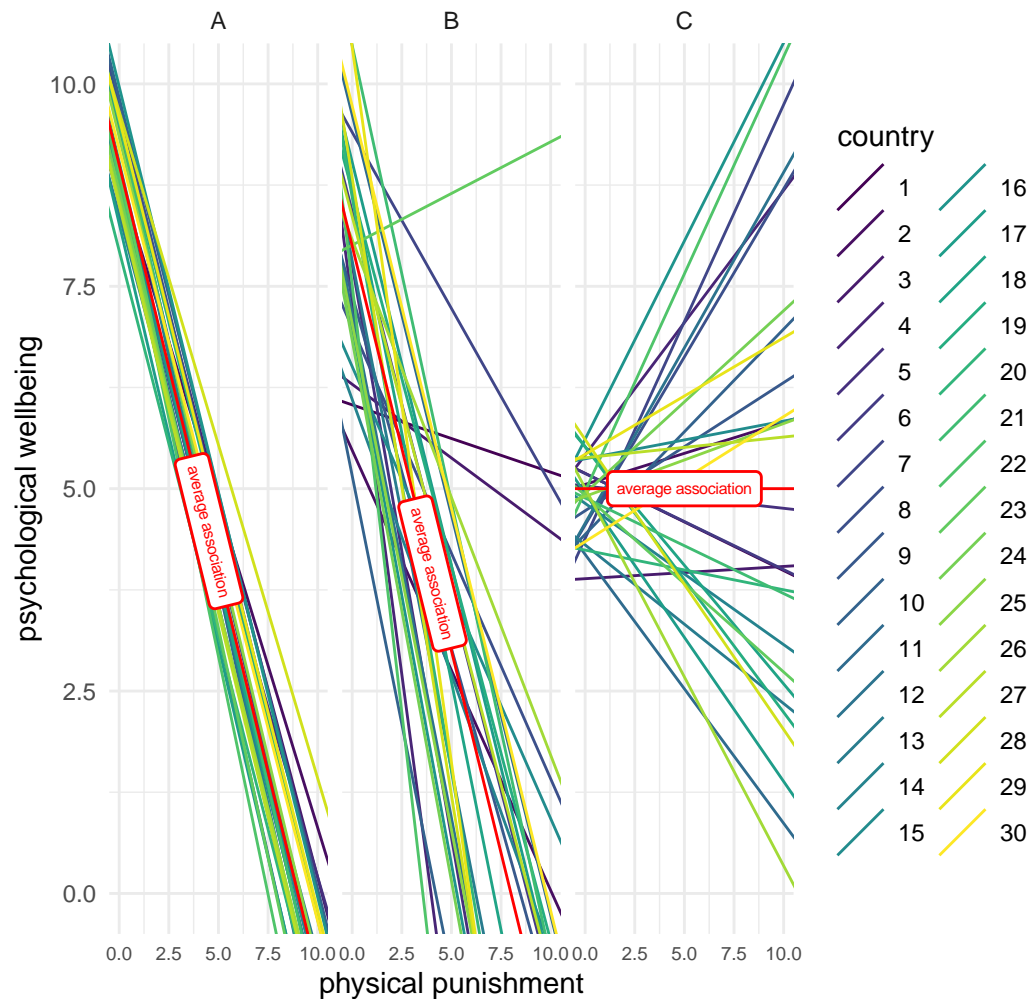 A B C
psychological wellbeing
10.0
7.5
5.0
2.5
0.0
average association
average association
average association
0.0 2.5 5.0 7.5 10.0 0.0 2.5 5.0 7.5 10.0 0.0 2.5 5.0 7.5 10.0
physical punishment
country
1 16
2 17
3 18
4 19
5 20
6 21
7 22
8 23
9 24
10 25
11 26
12 27
13 28
14 29
15 30